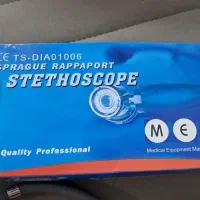 CE TS-DIA01006
SPRAGUE RAPPAPORT
STETHOSCOPE
M E
Quality Professional
Medical Equipment